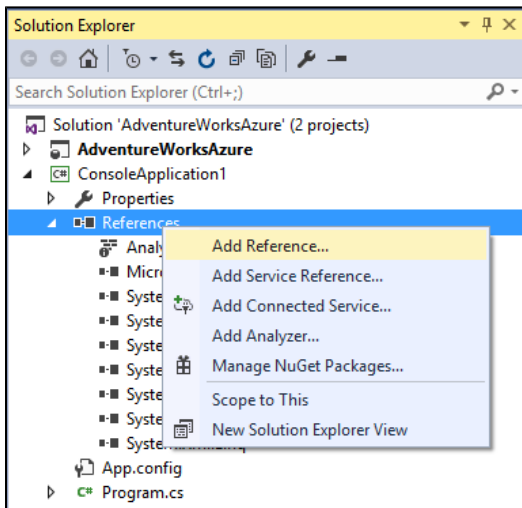 Solution Explorer
Search Solution Explorer (Ctrl+;)
Solution 'AdventureWorksAzure' (2 projects)
AdventureWorksAzure
C# ConsoleApplication1
Properties
References
Add Reference...
Add Service Reference...
Add Connected Service...
Add Analyzer...
Manage NuGet Packages...
Scope to This
New Solution Explorer View
Analy
Micro
Syste
Syste
Syste
Syste
Syste
Syste
System
App.config
C# Program.cs